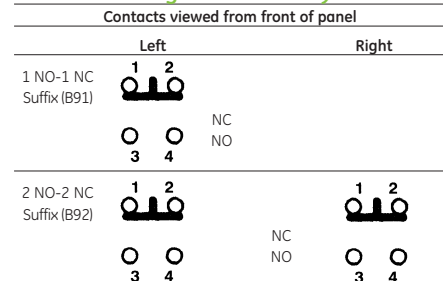 Contacts viewed from front of panel
Left Right
1 NO-1 NC
Suffix (B91)
1 2
NC
NO
3 4
2 NO-2 NC
Suffix (B92)
1 2 1 2
NC
NO
3 4 3 4